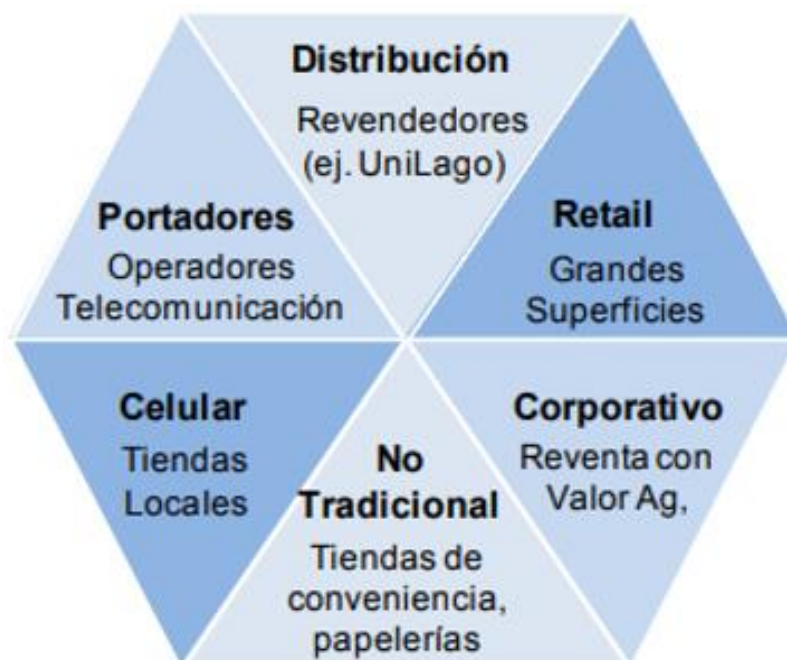 Distribución
Revendedores
(ej. UniLago)
Portadores
Operadores
Telecomunicación
Retail
Grandes
Superficies
Celular
Tiendas
Locales
No
Tradicional
Tiendas de
conveniencia,
papelerías
Corporativo
Reventa con
Valor Ag,